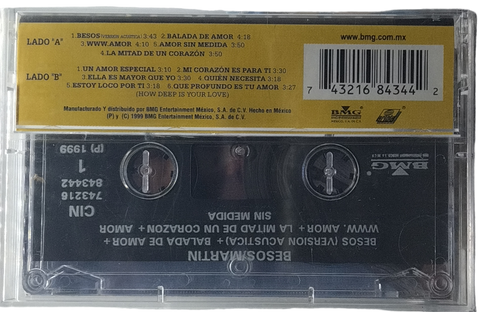 LADO "A"
1.BESOS (VERSION ACUSTICA) 3:43 2.BALADA DE AMOR 4:18
3.WWW.AMOR 4:10 5.AMOR SIN MEDIDA 3:50
4.LA MITAD DE UN CORAZÓN 3:50
LADO "B"
1.UN AMOR ESPECIAL 3:10 2.MI CORAZÓN ES PARA TI 3:30
3.ELLA ES MAYOR QUE YO 3:30 4.QUIÉN NECESITA 3:18
5.ESTOY LOCO POR TI 3:18 6.QUE PROFUNDO ES TU AMOR 3:27
(HOW DEEP IS YOUR LOVE)
Manufacturado Y distribuido por BMG Entertainment México, S.A. de C.V. Hecho en México
(P) y (C) 1999 BMG Entertainment México, S.A. de C.V.
www.bmg.com.mx
7 43216 84344 2
BMG
BESOS/MARTIN
BESOS (VERSION ACUSTICA) + BALADA DE AMOR +
WWW. AMOR + LA MITAD DE UN CORAZON + AMOR
SIN MEDIDA
CIN
743216
843442
1
(P) 1999
BMG